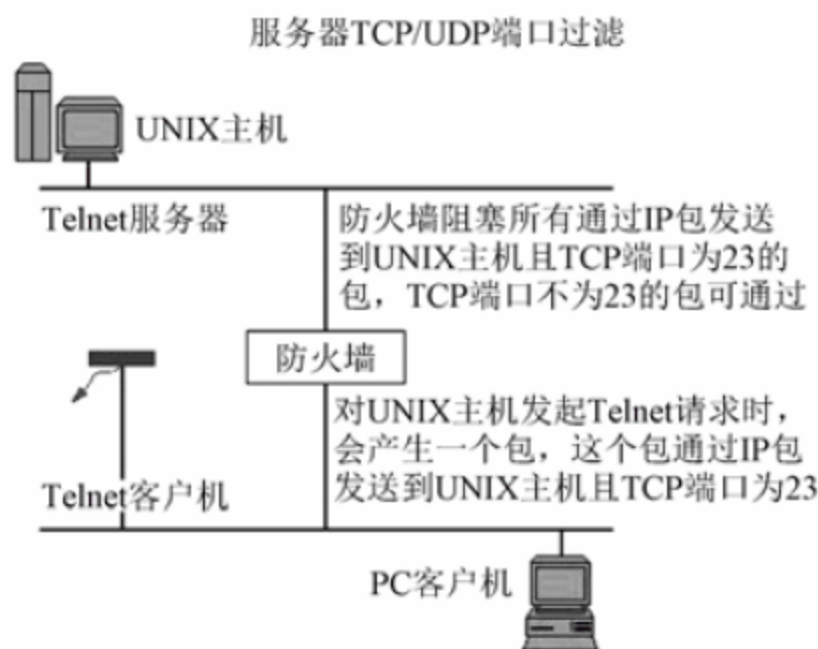 服务器TCP/UDP端口过滤
UNIX主机
Telnet服务器
防火墙阻塞所有通过IP包发送
到UNIX主机且TCP端口为23的
包，TCP端口不为23的包可通过
防火墙
对UNIX主机发起Telnet请求时，
会产生一个包，这个包通过IP包
发送到UNIX主机且TCP端口为23
Telnet客户机
PC客户机